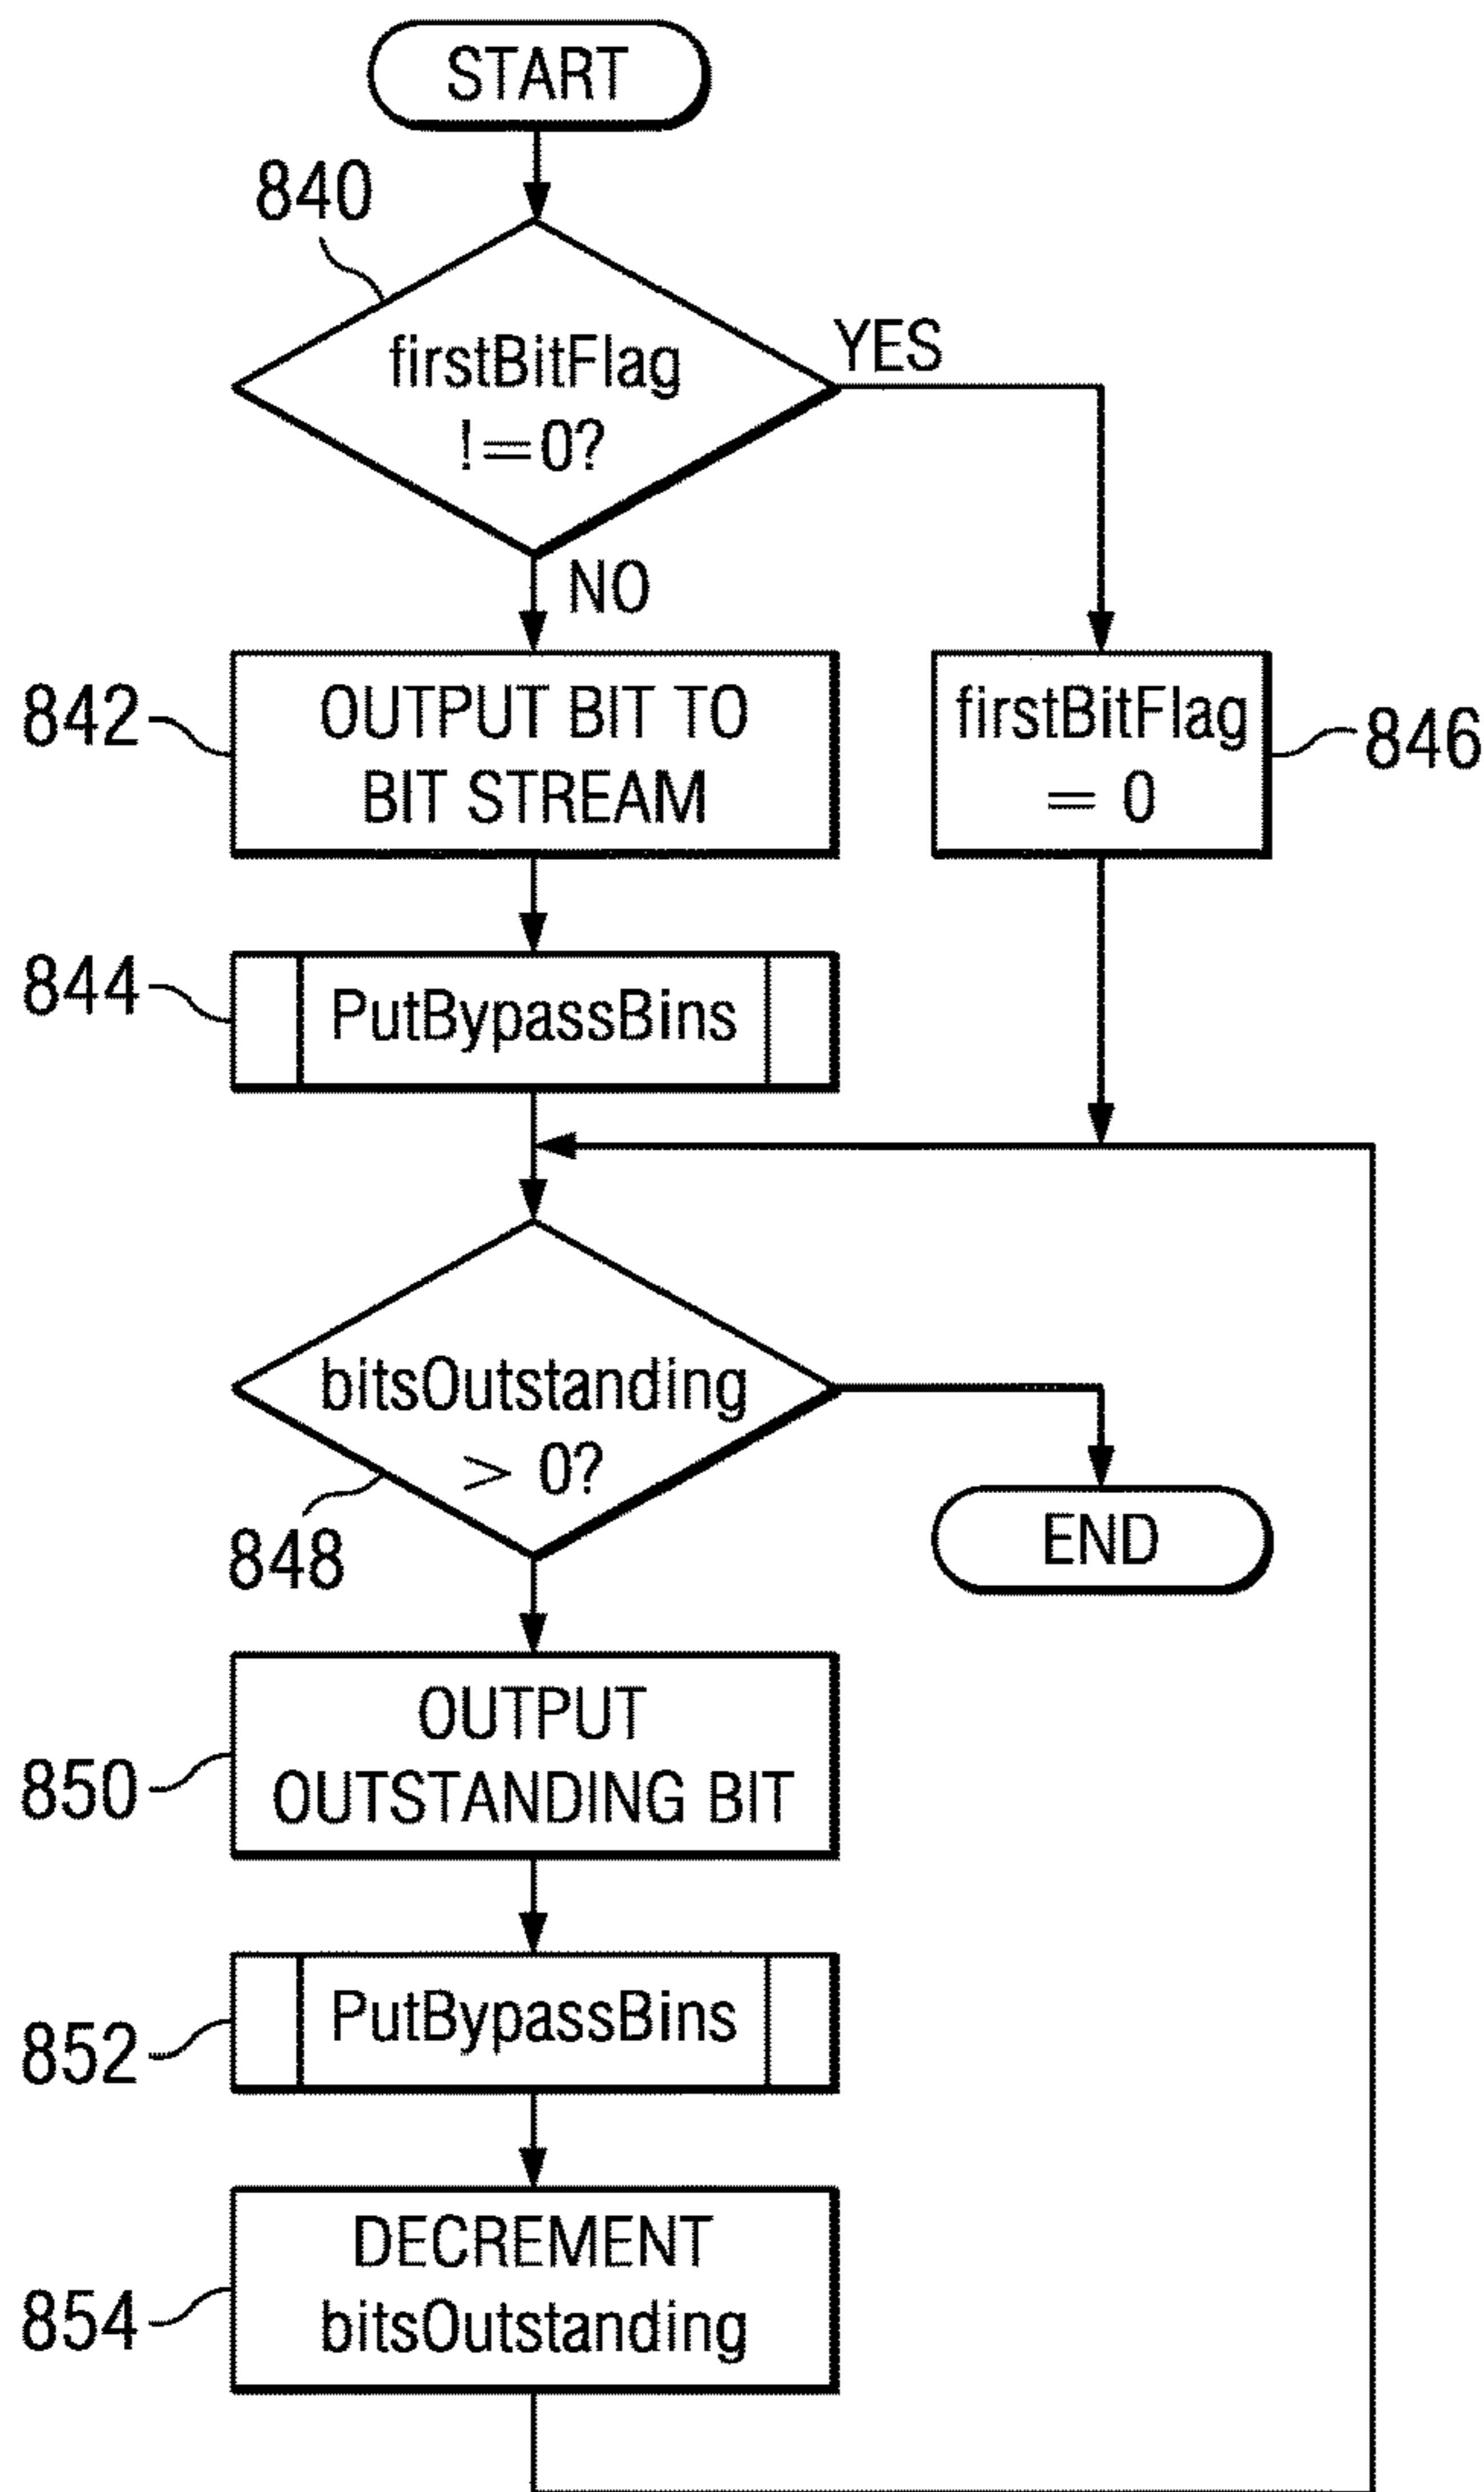 START
840
firstBitFlag
!=0?
YES
NO
842
OUTPUT BIT TO
BIT STREAM
firstBitFlag
= 0
846
844
PutBypassBins
bitsOutstanding
> 0?
848
END
850
OUTPUT
OUTSTANDING BIT
852
PutBypassBins
854
DECREMENT
bitsOutstanding